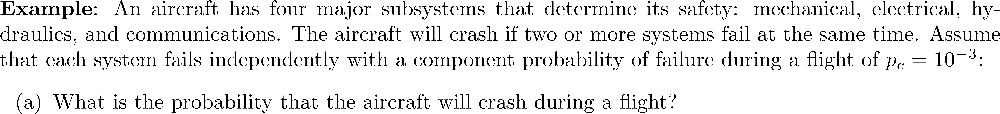 Example: An aircraft has four major subsystems that determine its safety: mechanical, electrical, hy-
draulics, and communications. The aircraft will crash if two or more systems fail at the same time. Assume
that each system fails independently with a component probability of failure during a flight of $p_c = 10^{-3}$:
(a) What is the probability that the aircraft will crash during a flight?